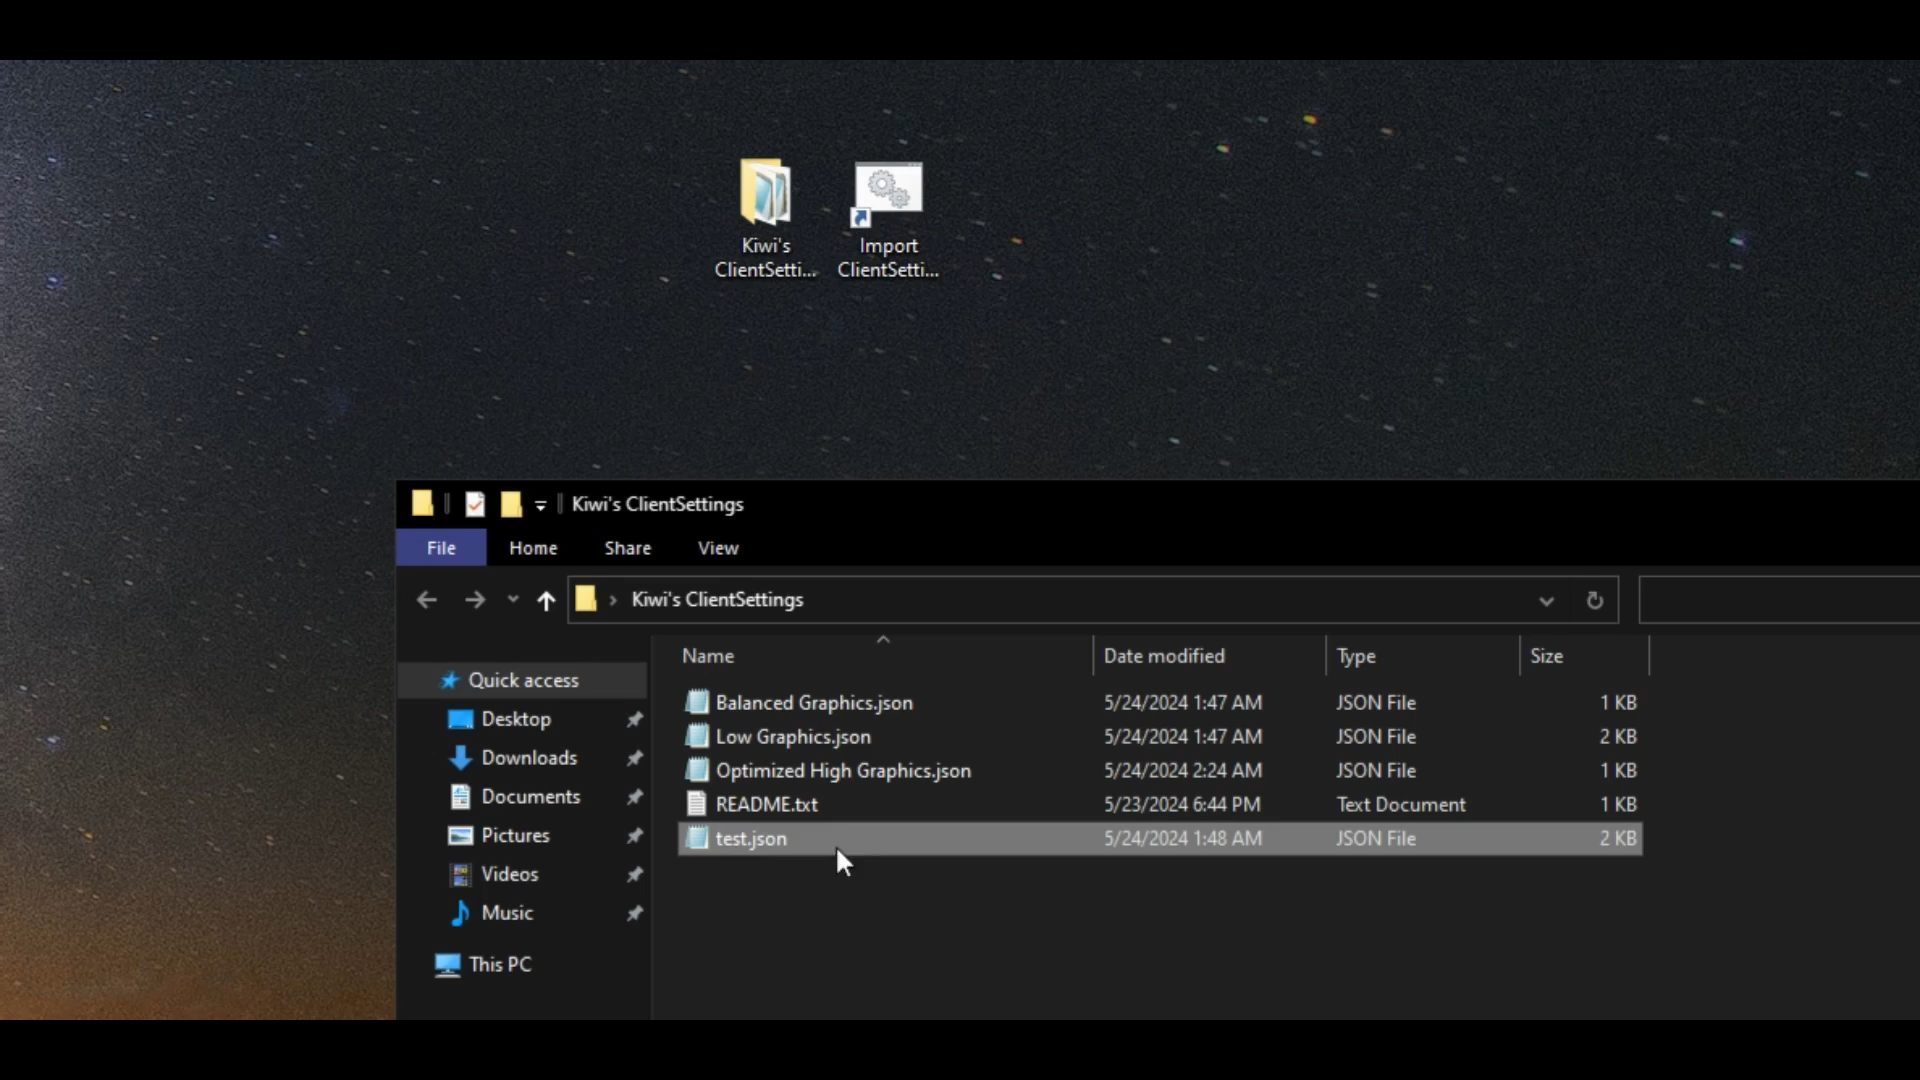 Kiwi's
ClientSetti...
Import
ClientSetti...
Kiwi's ClientSettings
File Home Share View
Kiwi's ClientSettings
Name Date modified Type Size
Quick access
Desktop
Downloads
Documents
Pictures
Videos
Music
This PC
Balanced Graphics.json 5/24/2024 1:47 AM JSON File 1 KB
Low Graphics.json 5/24/2024 1:47 AM JSON File 2 KB
Optimized High Graphics.json 5/24/2024 2:24 AM JSON File 1 KB
README.txt 5/23/2024 6:44 PM Text Document 1 KB
test.json 5/24/2024 1:48 AM JSON File 2 KB